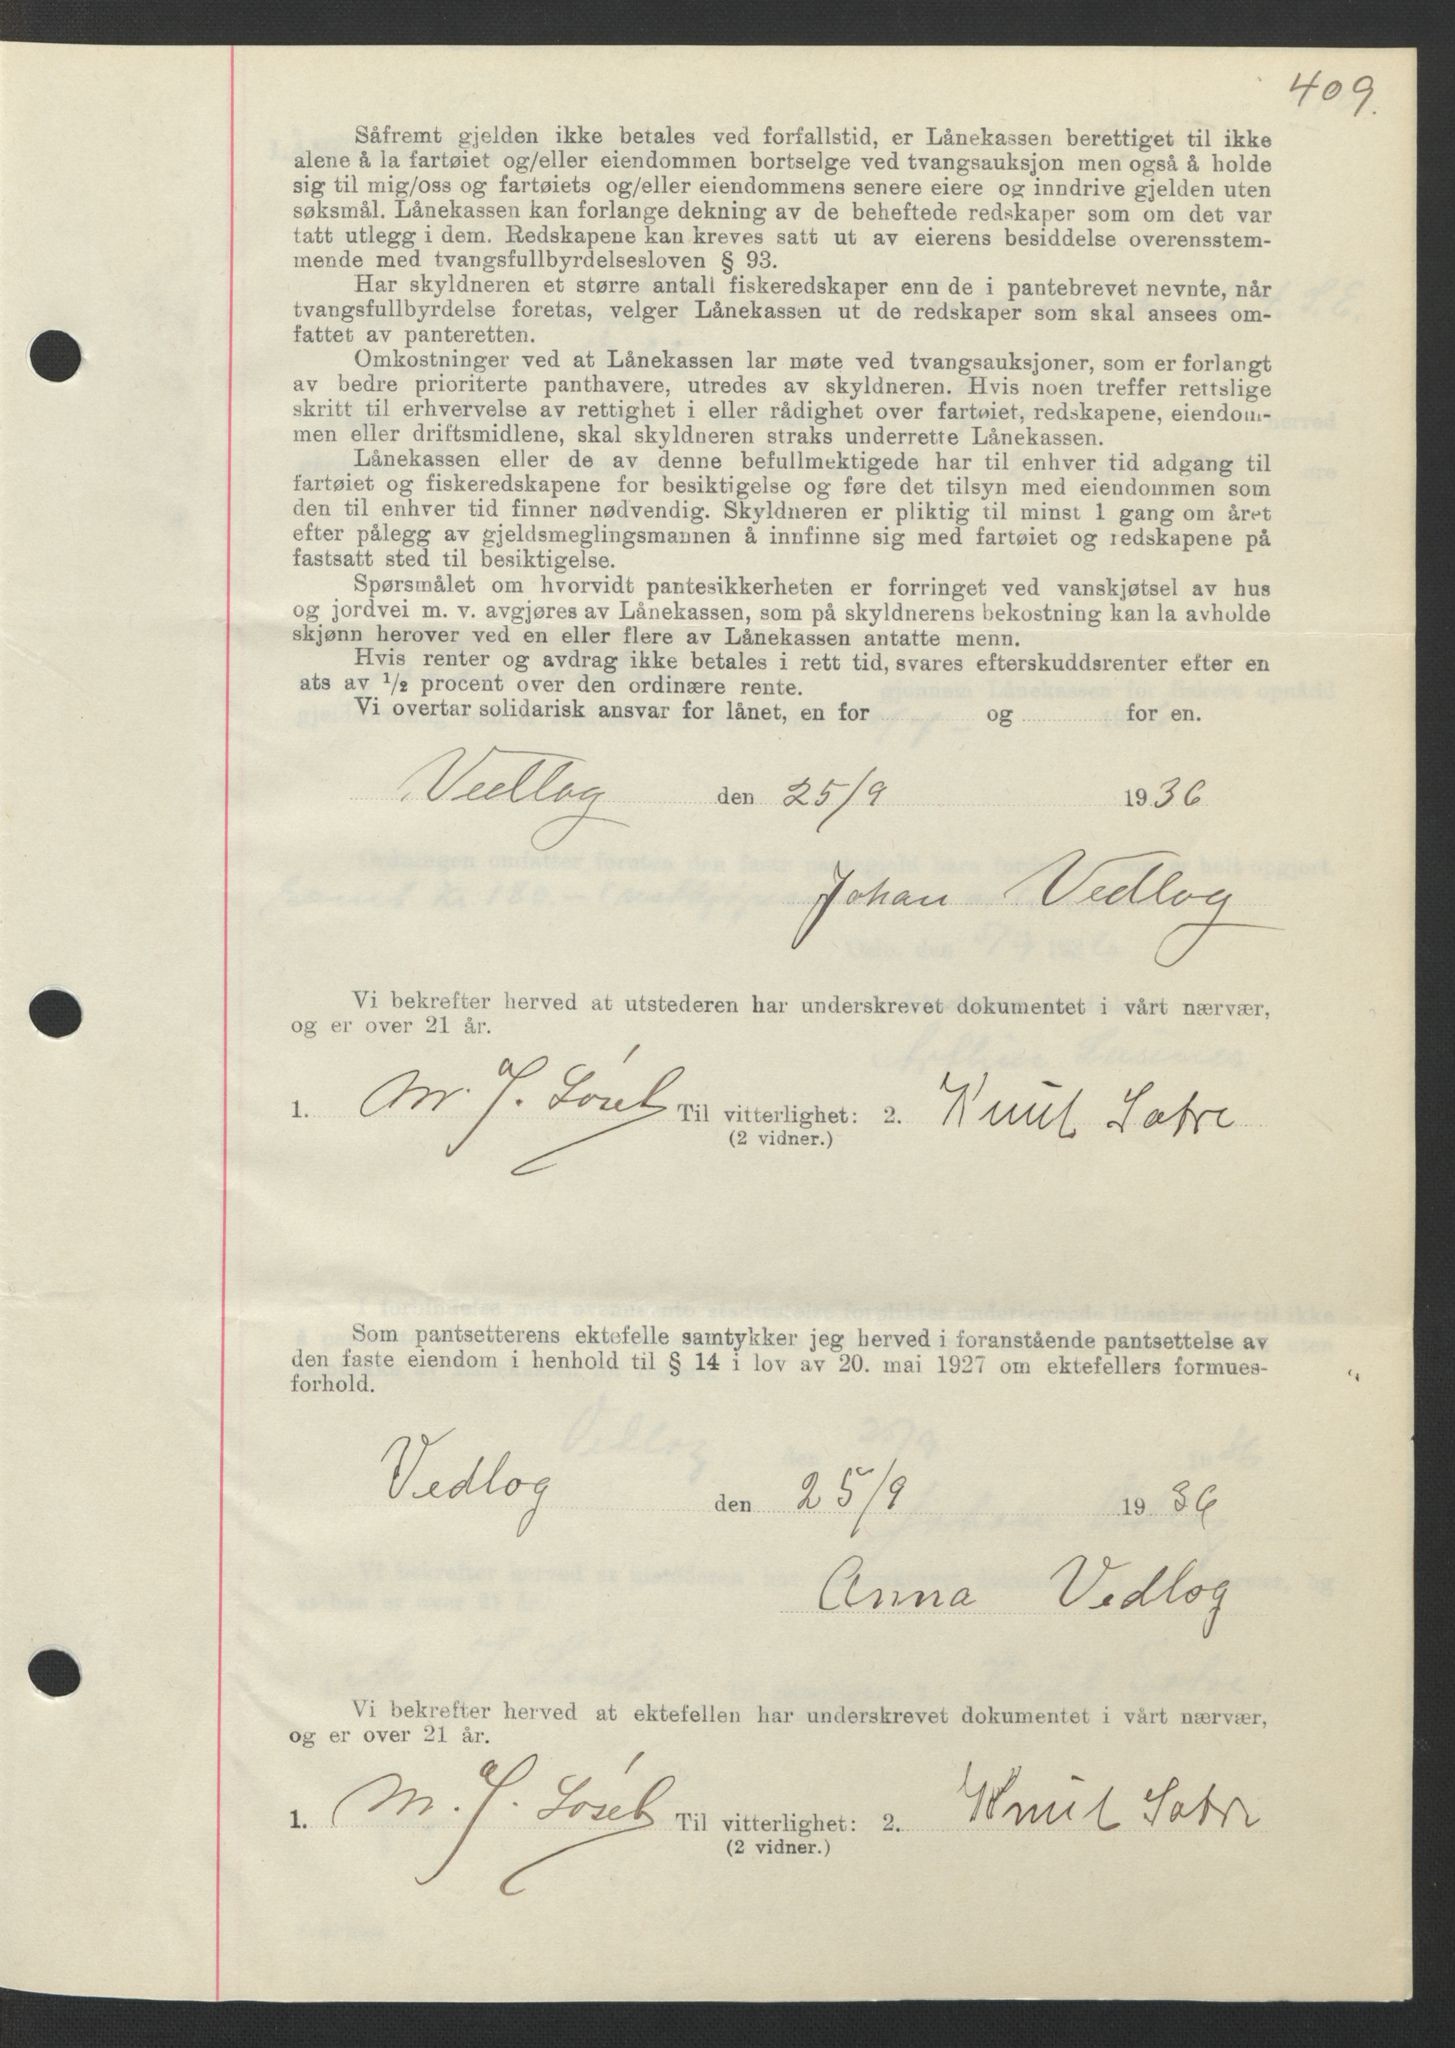 409.
Såfremt gjelden ikke betales ved forfallstid, er Lånekassen berettiget til ikke
alene å la fartøiet og/eller eiendommen bortselge ved tvangsauksjon men også å holde
sig til mig/oss og fartøiets og/eller eiendommens senere eiere og inndrive gjelden uten
søksmål. Lånekassen kan forlange dekning av de beheftede redskaper som om det var
tatt utlegg i dem. Redskapene kan kreves satt ut av eierens besiddelse overensstem-
mende med tvangsfullbyrdelsesloven § 93.
Har skyldneren et større antall fiskeredskaper enn de i pantebrevet nevnte, når
tvangsfullbyrdelse foretas, velger Lånekassen ut de redskaper som skal ansees om-
fattet av panteretten.
Omkostninger ved at Lånekassen lar møte ved tvangsauksjoner, som er forlangt
av bedre prioriterte panthavere, utredes av skyldneren. Hvis noen treffer rettslige
skritt til erhvervelse av rettighet i eller rådighet over fartøiet, redskapene, eiendom-
men eller driftsmidlene, skal skyldneren straks underrette Lånekassen.
Lånekassen eller de av denne befullmektigede har til enhver tid adgang til
fartøiet og fiskeredskapene for besiktigelse og føre det tilsyn med eiendommen som
den til enhver tid finner nødvendig. Skyldneren er pliktig til minst 1 gang om året
efter pålegg av gjeldsmeglingsmannen å innfinne sig med fartøiet og redskapene på
fastsatt sted til besiktigelse.
Spørsmålet om hvorvidt pantesikkerheten er forringet ved vanskjøtsel av hus
og jordvei m. v. avgjøres av Lånekassen, som på skyldnerens bekostning kan la avholde
skjønn herover ved en eller flere av Lånekassen antatte menn.
Hvis renter og avdrag ikke betales i rett tid, svares efterskuddsrenter efter en
ats av 1/2 procent over den ordinære rente.
Vi overtar solidarisk ansvar for lånet, en for og for en.
Vedlog den 25/9 1936
Johan Vedlog
Vi bekrefter herved at utstederen har underskrevet dokumentet i vårt nærvær,
og er over 21 år.
1. M. J. Løseb Til vitterlighet: 2. Knut Satre
(2 vidner.)
Som pantsetterens ektefelle samtykker jeg herved i foranstående pantsettelse av
den faste eiendom i henhold til § 14 i lov av 20. mai 1927 om ektefellers formues-
forhold.
Vedlog den 25/9 1936
Anna Vedlog
Vi bekrefter herved at ektefellen har underskrevet dokumentet i vårt nærvær,
og er over 21 år.
1. M. J. Løseb Til vitterlighet: 2. Knut Satre
(2 vidner.)